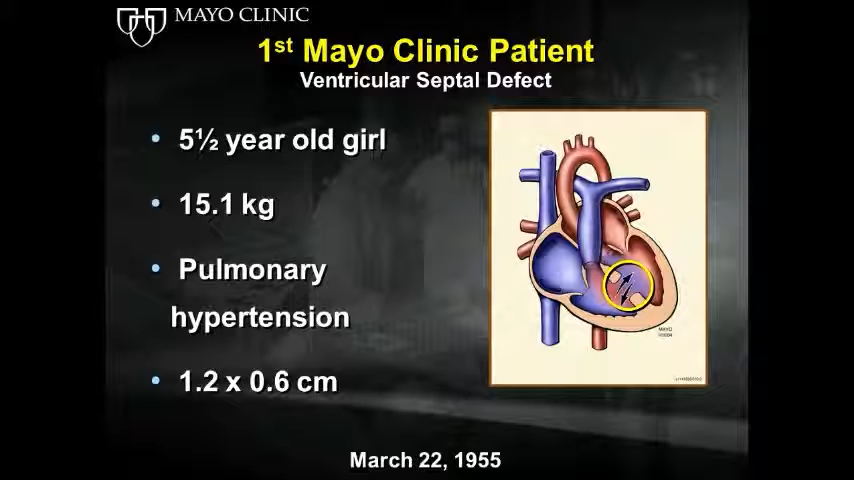 MAYO CLINIC
1st Mayo Clinic Patient
Ventricular Septal Defect
• 5½ year old girl
• 15.1 kg
• Pulmonary
hypertension
• 1.2 x 0.6 cm
MAYO
March 22, 1955